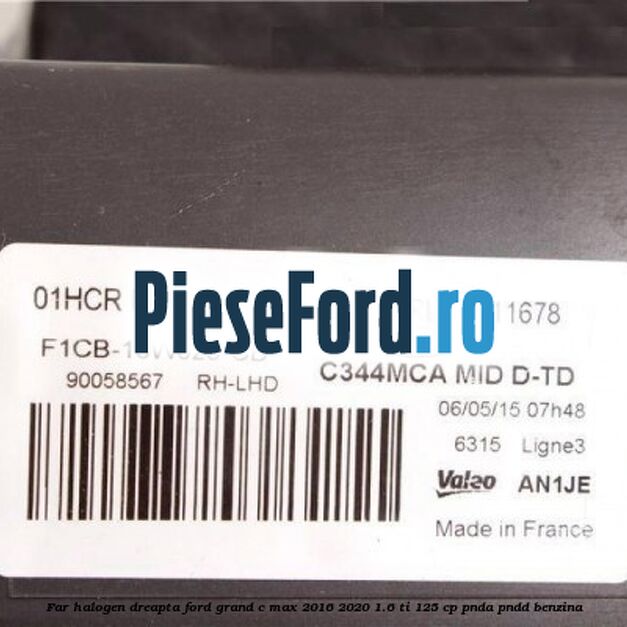 01HCR 11678
PieseFord.ro
F1CB-
90058567 RH-LHD C344MCA MID D-TD
06/05/15 07h48
6315 Ligne3
Valeo AN1JE
Made in France
Far halogen dreapta ford grand c max 2016 2020 1.6 ti 125 cp pnda pndd benzina